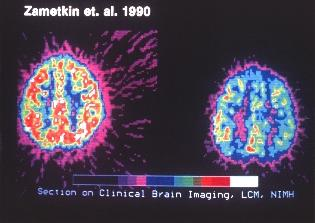 Zametkin et. al. 1990
Section on Clinical Brain Imaging, LCM, NIMH